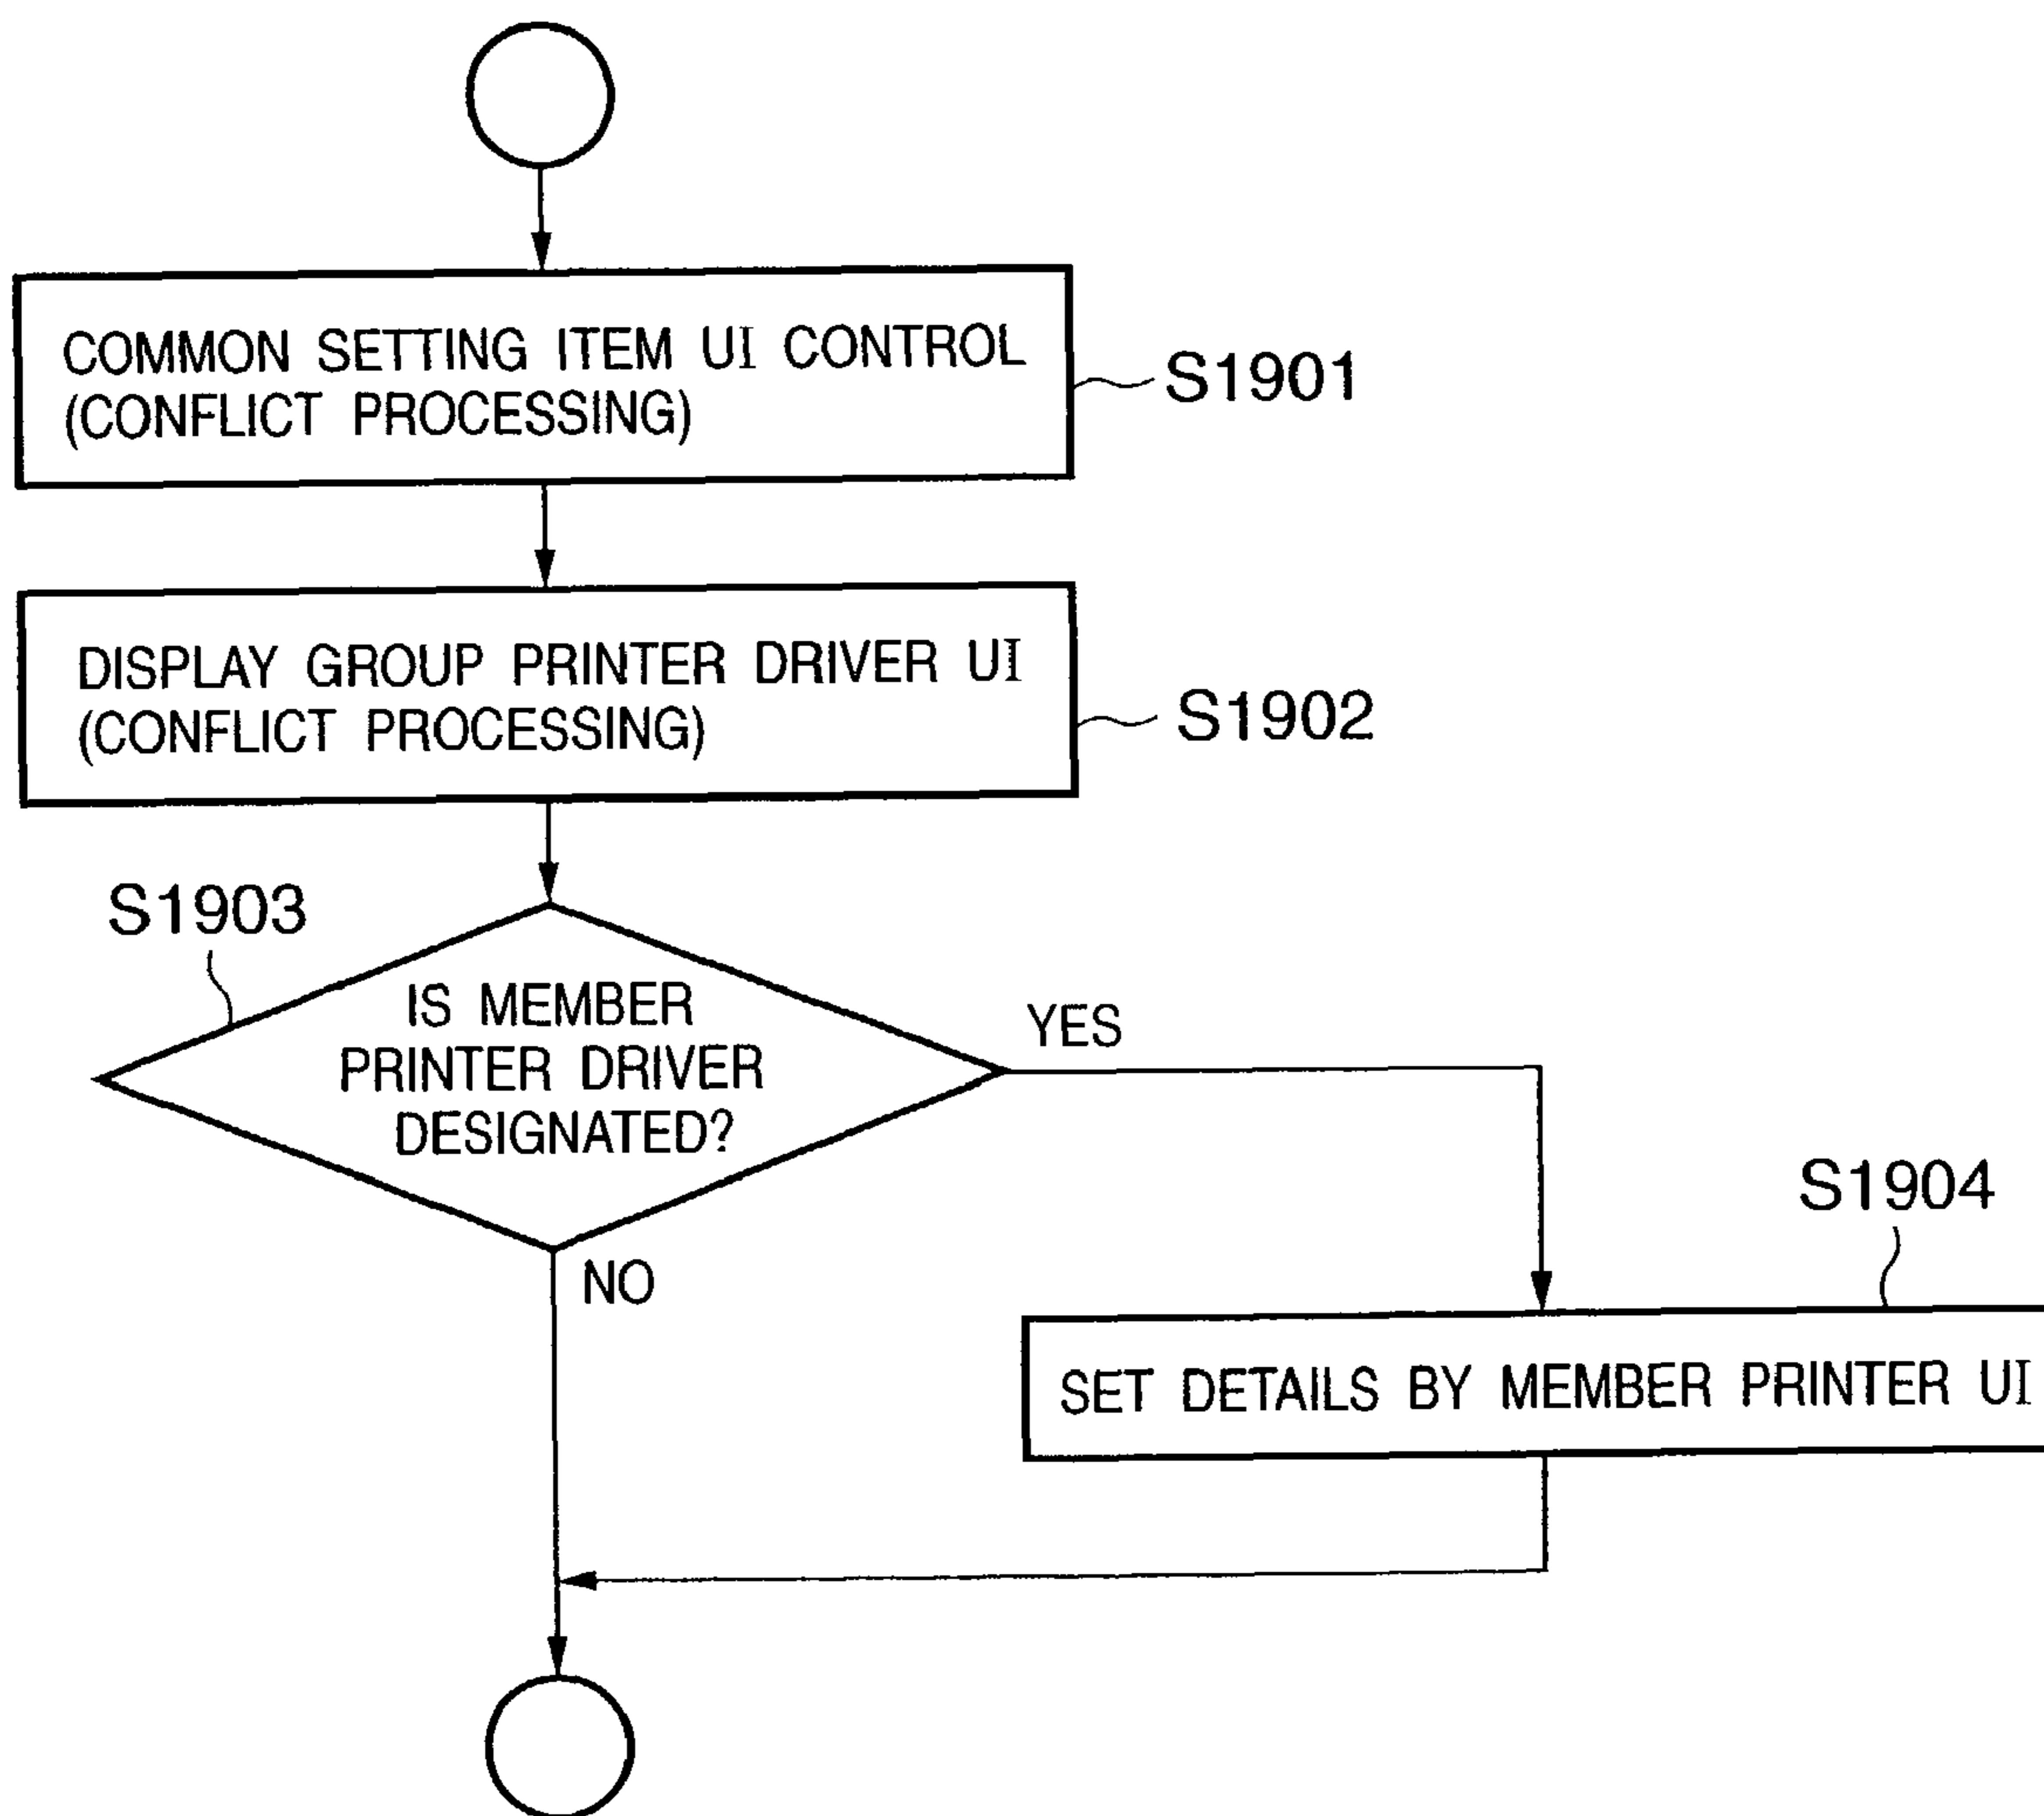 COMMON SETTING ITEM UI CONTROL
(CONFLICT PROCESSING)
S1901
DISPLAY GROUP PRINTER DRIVER UI
(CONFLICT PROCESSING)
S1902
S1903
IS MEMBER
PRINTER DRIVER
DESIGNATED?
YES
NO
S1904
SET DETAILS BY MEMBER PRINTER UI